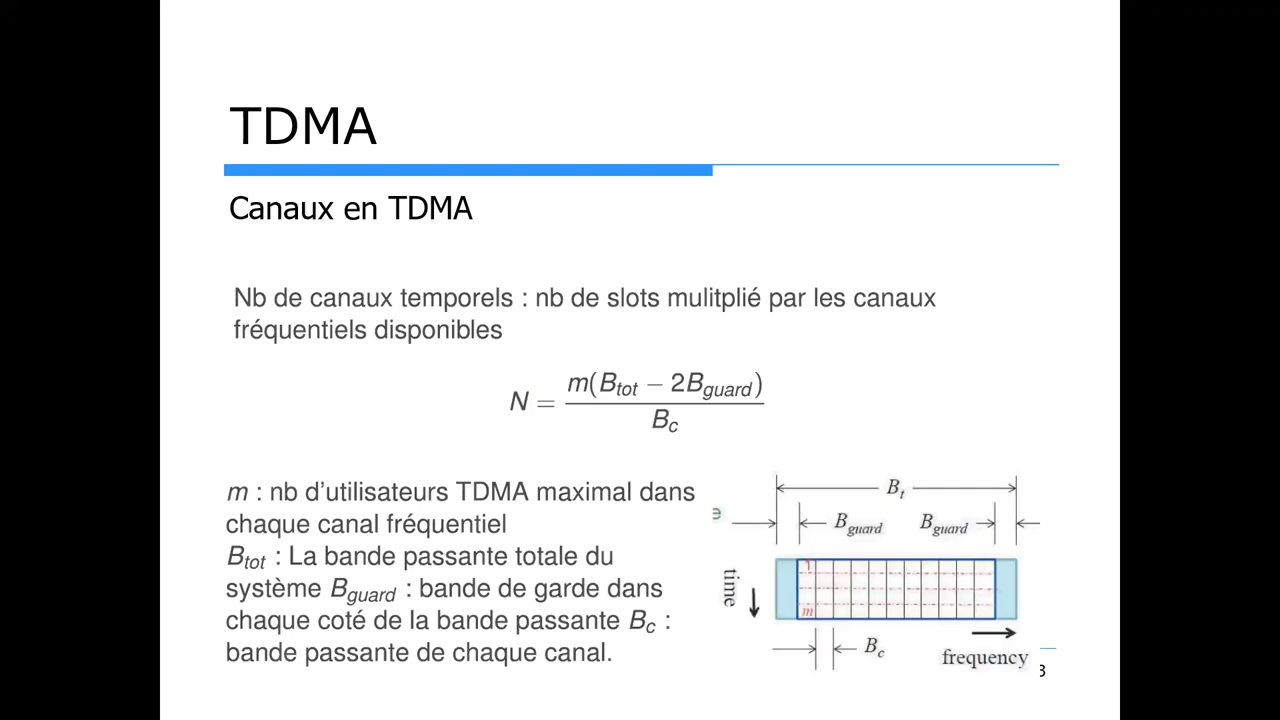 TDMA
Canaux en TDMA
Nb de canaux temporels : nb de slots mulitplié par les canaux
fréquentiels disponibles
N = m(B_tot − 2B_guard) / B_c
m : nb d'utilisateurs TDMA maximal dans
chaque canal fréquentiel
B_tot : La bande passante totale du
système B_guard : bande de garde dans
chaque coté de la bande passante B_c :
bande passante de chaque canal.
B_t
B_guard B_guard
time
1
m
B_c
frequency
3